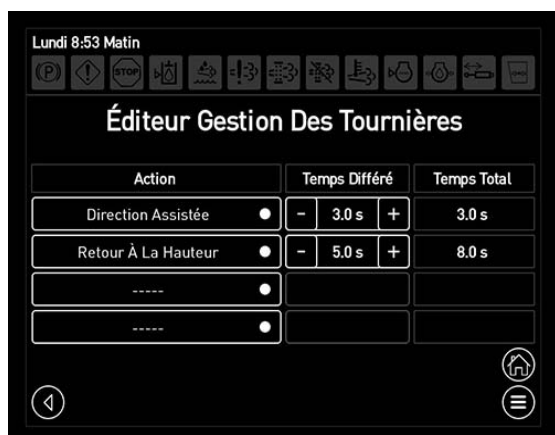 Lundi 8:53 Matin
STOP
Éditeur Gestion Des Tournières
Action Temps Différé Temps Total
Direction Assistée - 3.0 s + 3.0 s
Retour À La Hauteur - 5.0 s + 8.0 s
-----
-----